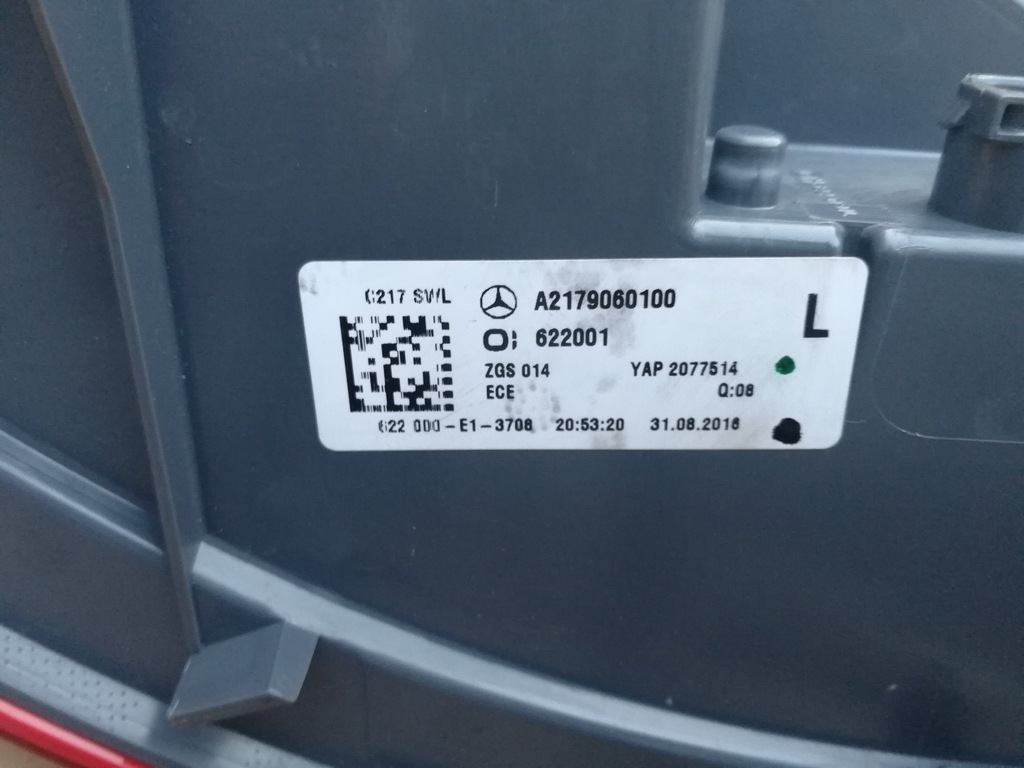 C217 SWL A2179060100 L
O: 622001
ZGS 014 YAP 2077514
ECE Q:08
622 000-E1-3708 20:53:20 31.08.2016